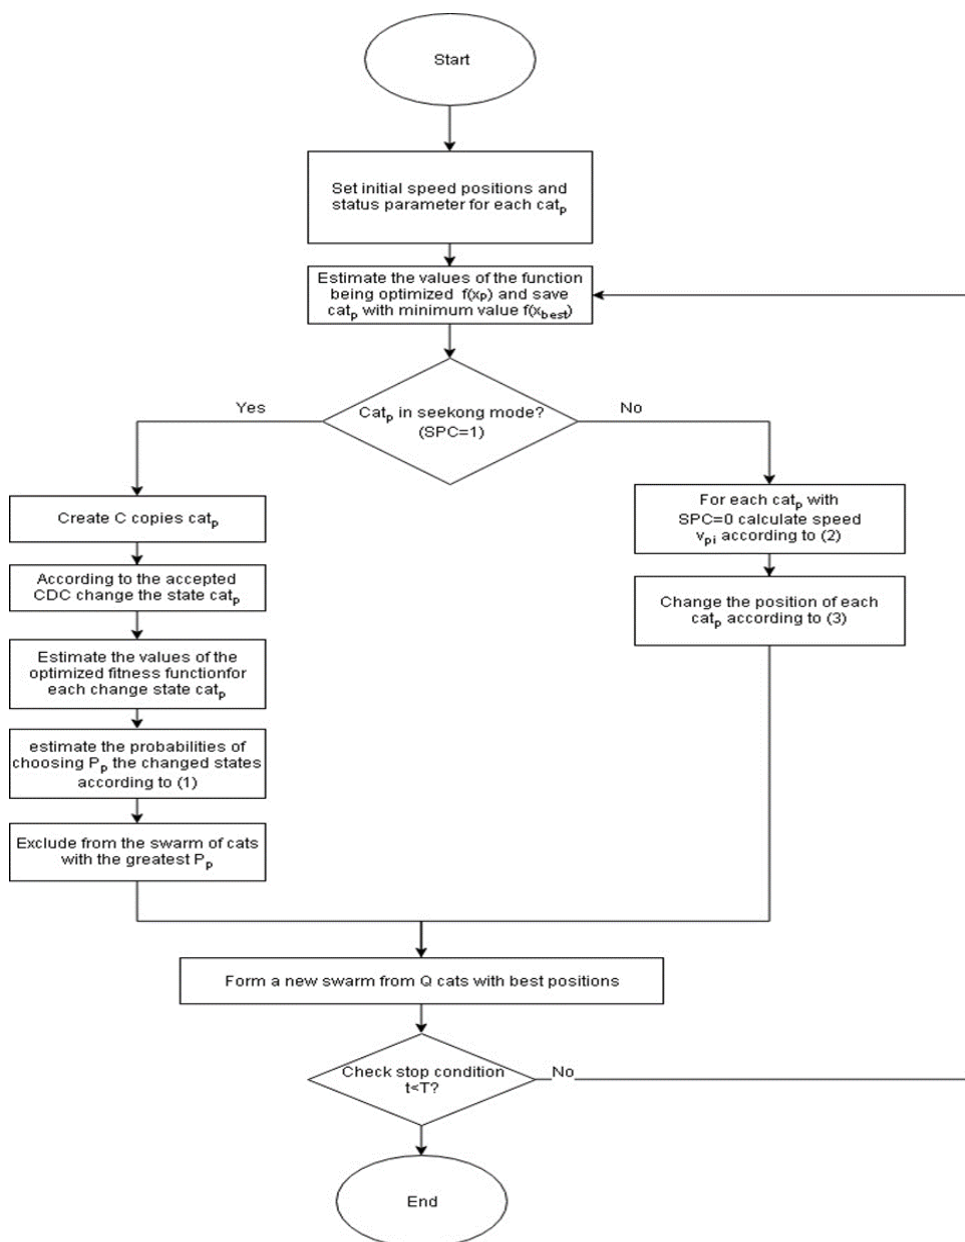 Start
Set initial speed positions and
status parameter for each catₚ
Estimate the values of the function
being optimized f(xₚ) and save
catₚ with minimum value f(x_best)
Yes
Catₚ in seekong mode?
(SPC=1)
No
Create C copies catₚ
According to the accepted
CDC change the state catₚ
Estimate the values of the
optimized fitness functionfor
each change state catₚ
estimate the probabilities of
choosing Pₚ the changed states
according to (1)
Exclude from the swarm of cats
with the greatest Pₚ
For each catₚ with
SPC=0 calculate speed
v_pi according to (2)
Change the position of each
catₚ according to (3)
Form a new swarm from Q cats with best positions
Check stop condition
t<T?
No
End